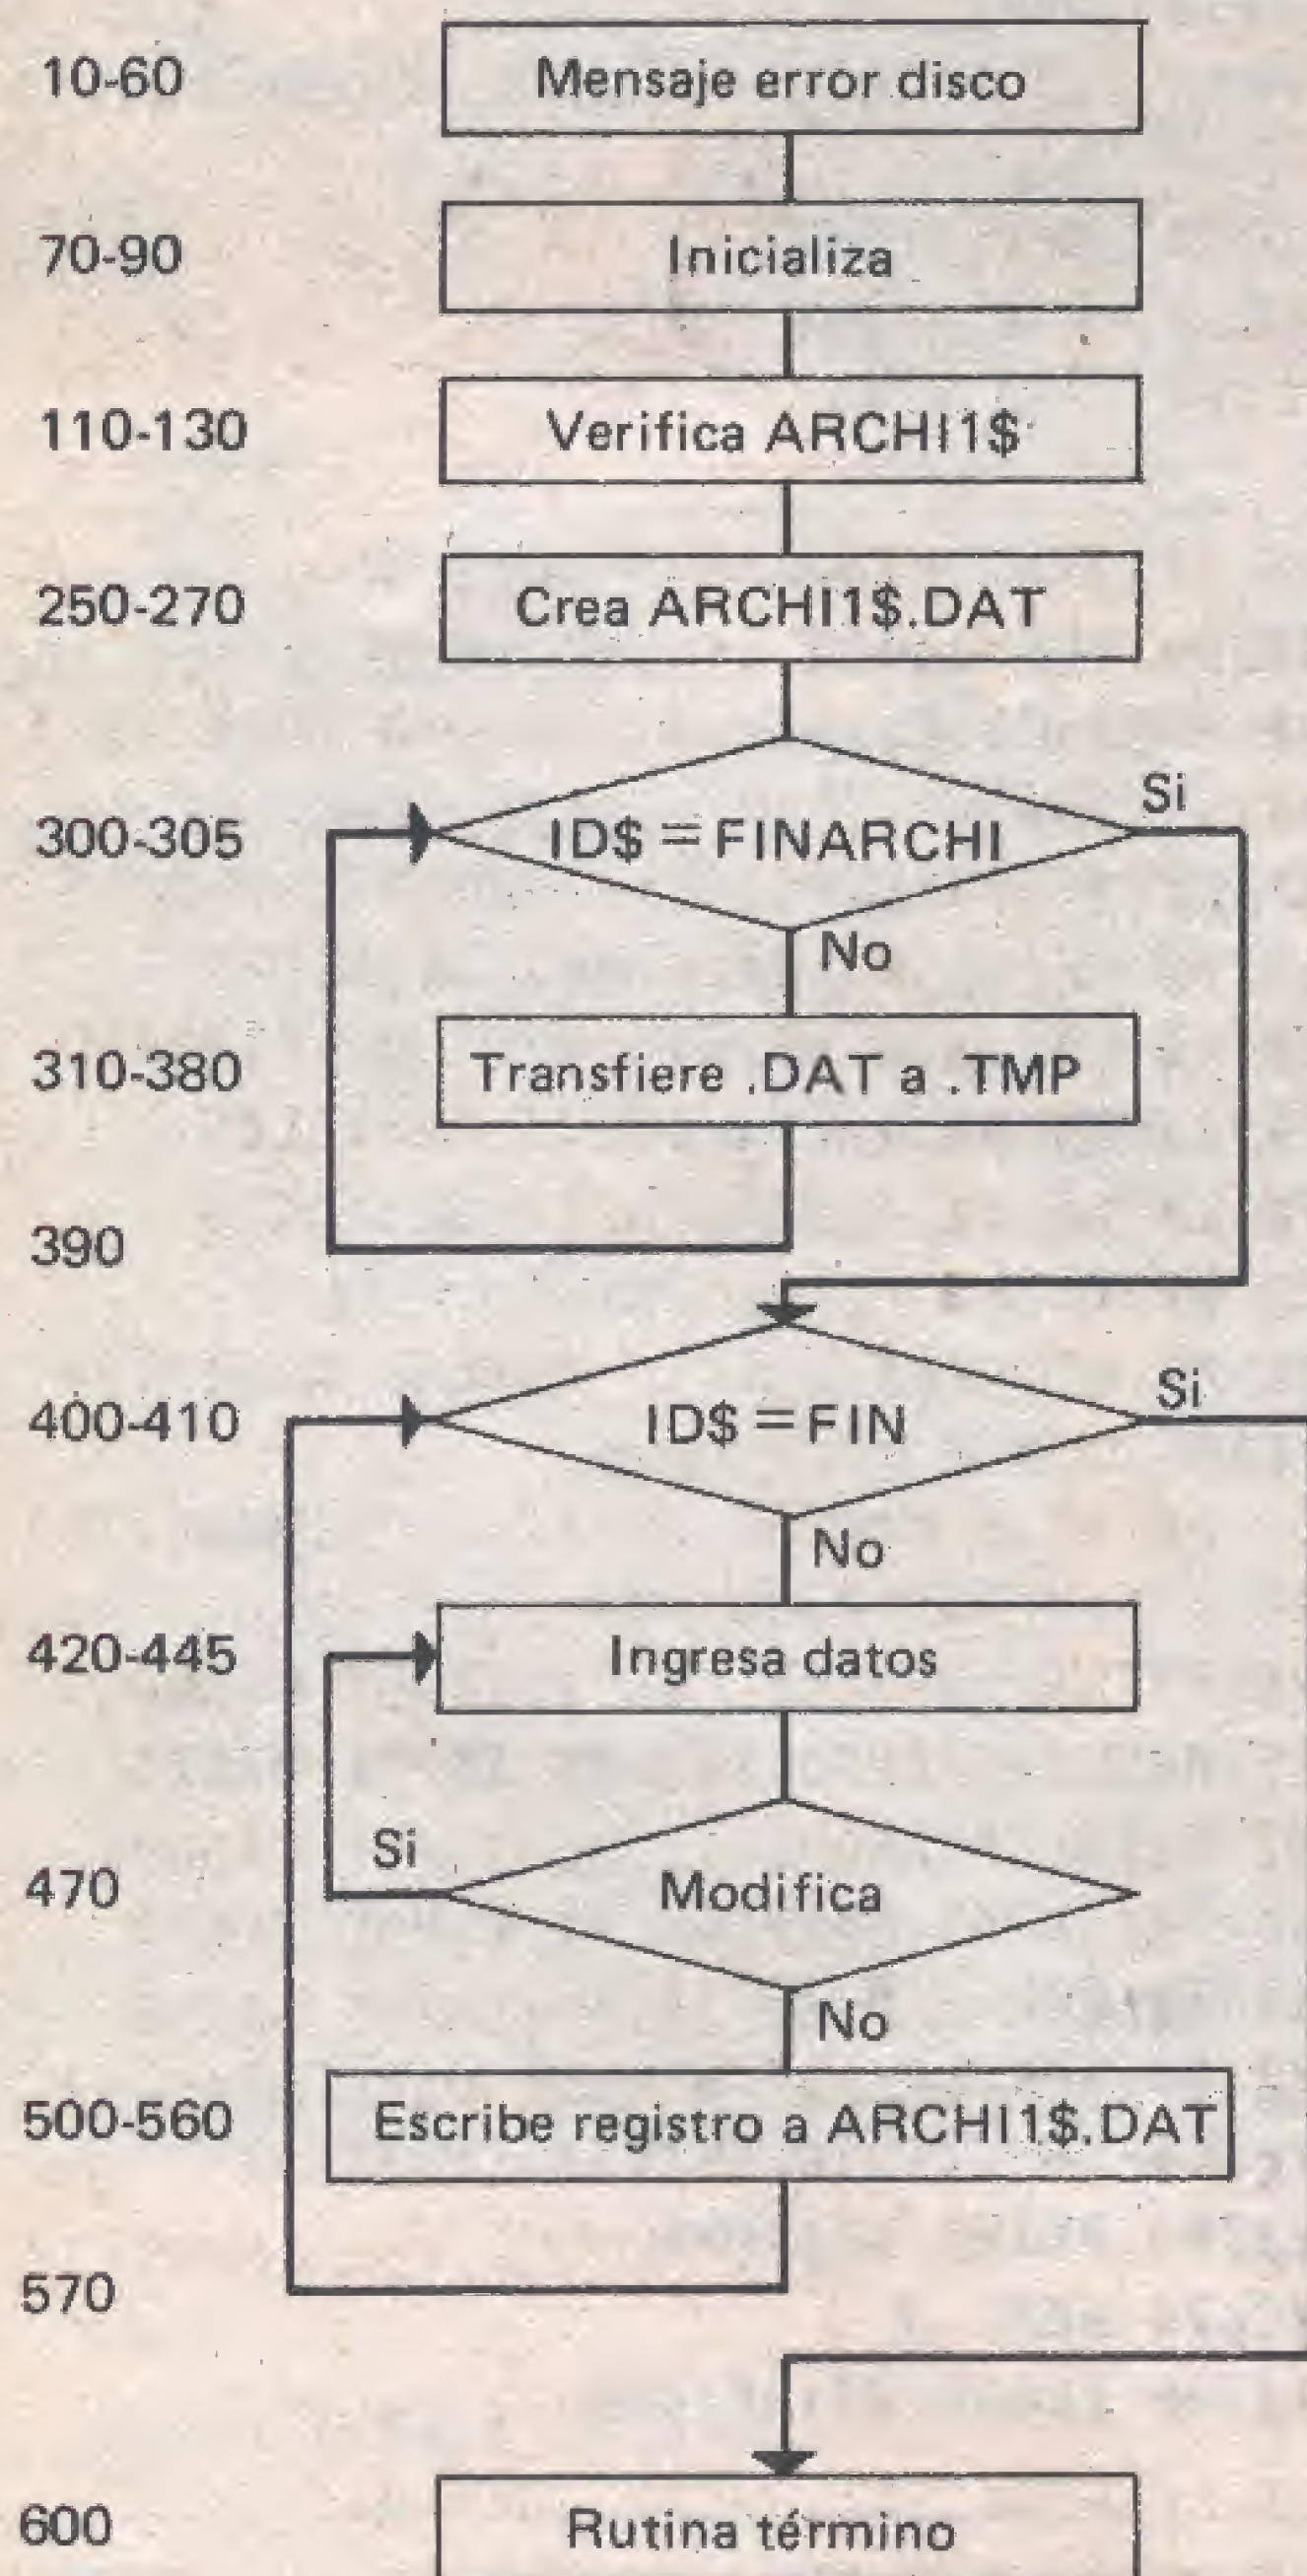 10-60 Mensaje error disco
70-90 Inicializa
110-130 Verifica ARCHI1$
250-270 Crea ARCHI1$.DAT
Si
300-305 ID$ = FINARCHI
No
310-380 Transfiere .DAT a .TMP
390
Si
400-410 ID$ = FIN
No
420-445 Ingresa datos
Si
470 Modifica
No
500-560 Escribe registro a ARCHI1$.DAT
570
600 Rutina término